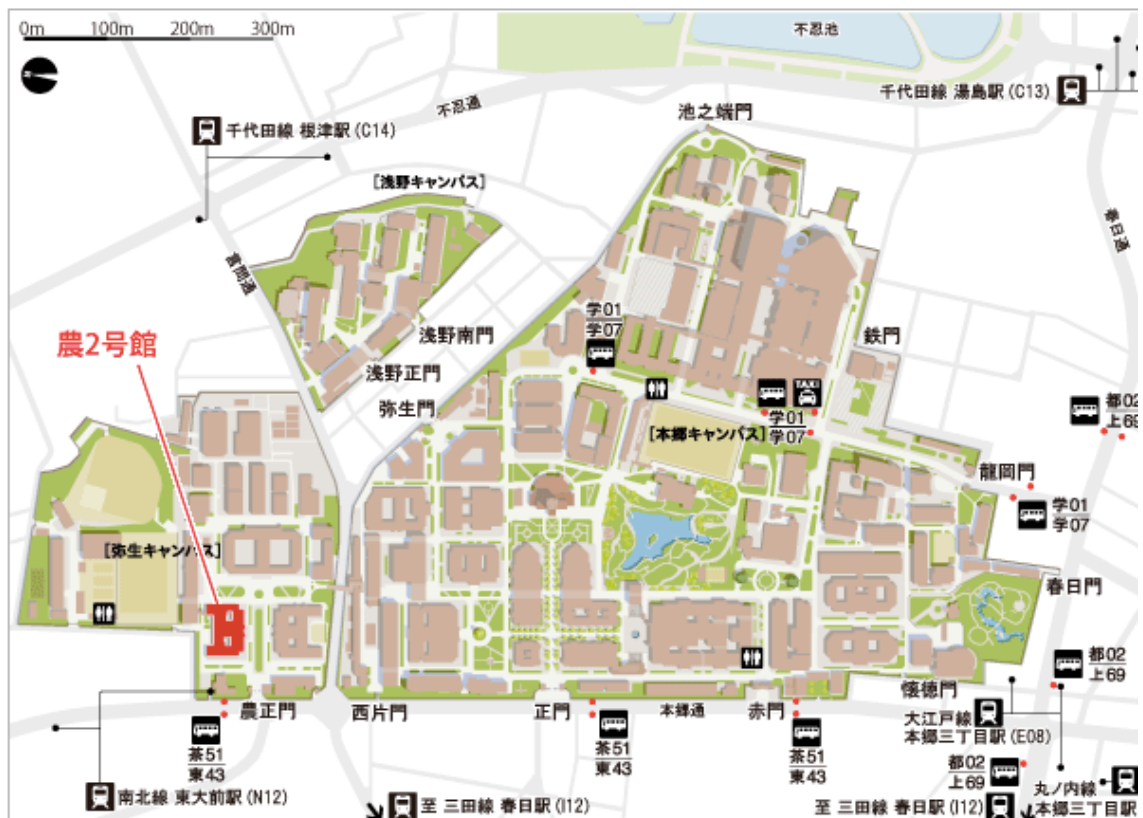 0m 100m 200m 300m
不忍池
千代田線 湯島駅(C13)
不忍通
池之端門
千代田線 根津駅(C14)
[浅野キャンパス]
春日通
言問通
学01
学07
鉄門
浅野南門
農2号館
浅野正門
TAXI
弥生門
都02
上69
学01
学07
[本郷キャンパス]
龍岡門
学01
学07
[弥生キャンパス]
春日門
都02
上69
懐徳門
農正門
西片門
正門
本郷通
赤門
大江戸線
本郷三丁目駅(E08)
茶51
東43
茶51
東43
茶51
東43
都02
上69
南北線 東大前駅(N12)
至 三田線 春日駅(I12)
至 三田線 春日駅(I12)
丸ノ内線
本郷三丁目駅